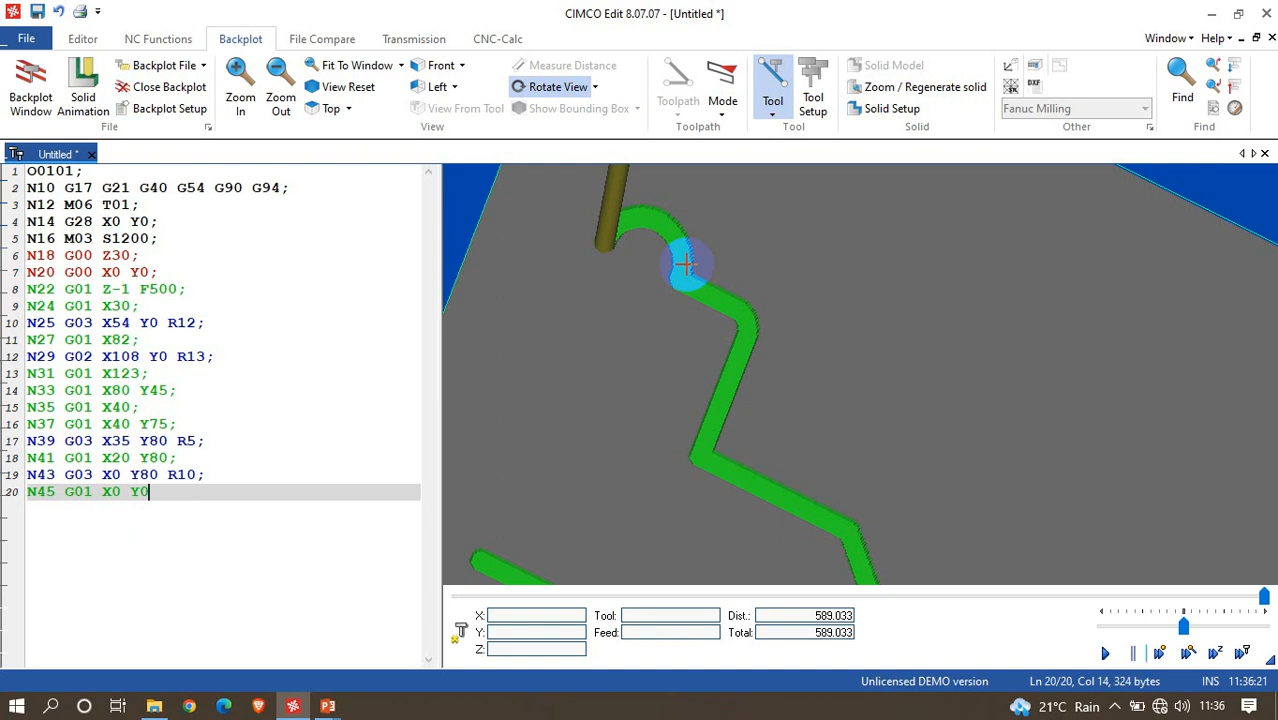 CIMCO Edit 8.07.07 - [Untitled *]
File Editor NC Functions Backplot File Compare Transmission CNC-Calc Window Help
Backplot Window
Solid Animation
Backplot File
Close Backplot
Backplot Setup
File
Zoom In
Zoom Out
Fit To Window
View Reset
Top
Front
Left
View From Tool
Measure Distance
Rotate View
Show Bounding Box
View
Toolpath
Mode
Toolpath
Tool
Tool Setup
Tool
Solid Model
Zoom / Regenerate solid
Solid Setup
Solid
Fanuc Milling
Other
Find
Find
Untitled *
1 O0101;
2 N10 G17 G21 G40 G54 G90 G94;
3 N12 M06 T01;
4 N14 G28 X0 Y0;
5 N16 M03 S1200;
6 N18 G00 Z30;
7 N20 G00 X0 Y0;
8 N22 G01 Z-1 F500;
9 N24 G01 X30;
10 N25 G03 X54 Y0 R12;
11 N27 G01 X82;
12 N29 G02 X108 Y0 R13;
13 N31 G01 X123;
14 N33 G01 X80 Y45;
15 N35 G01 X40;
16 N37 G01 X40 Y75;
17 N39 G03 X35 Y80 R5;
18 N41 G01 X20 Y80;
19 N43 G03 X0 Y80 R10;
20 N45 G01 X0 Y0
X: Tool: Dist.: 589.033
Y: Feed: Total: 589.033
Z:
Unlicensed DEMO version Ln 20/20, Col 14, 324 bytes INS 11:36:21
21°C Rain 11:36